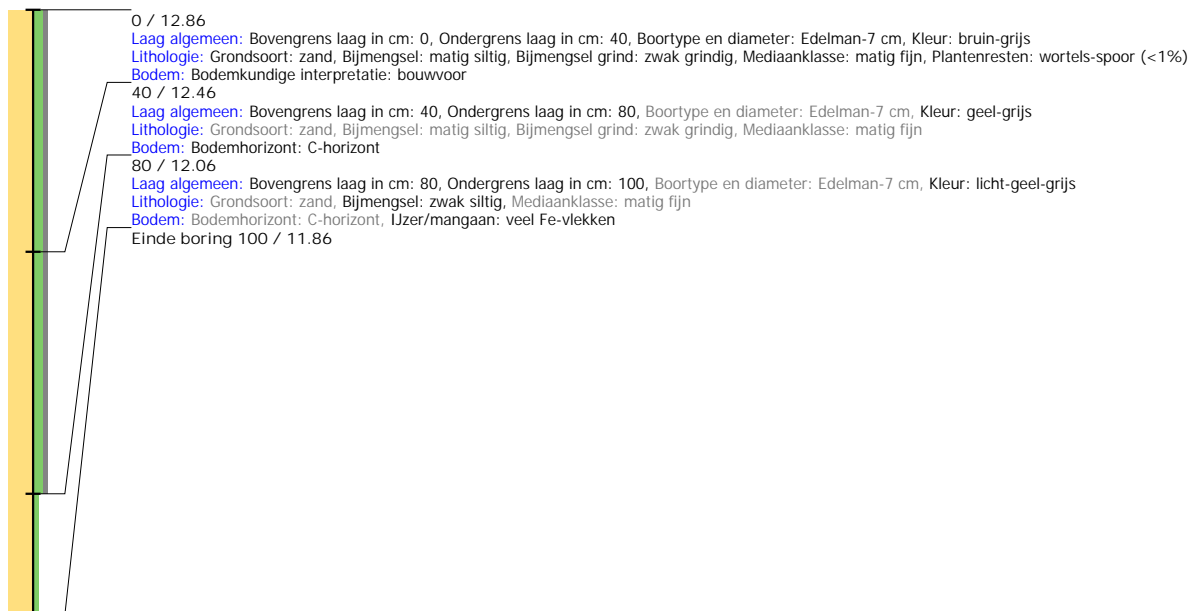 0 / 12.86
Laag algemeen: Bovengrens laag in cm: 0, Ondergrens laag in cm: 40, Boortype en diameter: Edelman-7 cm, Kleur: bruin-grijs
Lithologie: Grondsoort: zand, Bijmengsel: matig siltig, Bijmengsel grind: zwak grindig, Mediaanklasse: matig fijn, Plantenresten: wortels-spoor (<1%)
Bodem: Bodemkundige interpretatie: bouwvoor
40 / 12.46
Laag algemeen: Bovengrens laag in cm: 40, Ondergrens laag in cm: 80, Boortype en diameter: Edelman-7 cm, Kleur: geel-grijs
Lithologie: Grondsoort: zand, Bijmengsel: matig siltig, Bijmengsel grind: zwak grindig, Mediaanklasse: matig fijn
Bodem: Bodemhorizont: C-horizont
80 / 12.06
Laag algemeen: Bovengrens laag in cm: 80, Ondergrens laag in cm: 100, Boortype en diameter: Edelman-7 cm, Kleur: licht-geel-grijs
Lithologie: Grondsoort: zand, Bijmengsel: zwak siltig, Mediaanklasse: matig fijn
Bodem: Bodemhorizont: C-horizont, IJzer/mangaan: veel Fe-vlekken
Einde boring 100 / 11.86